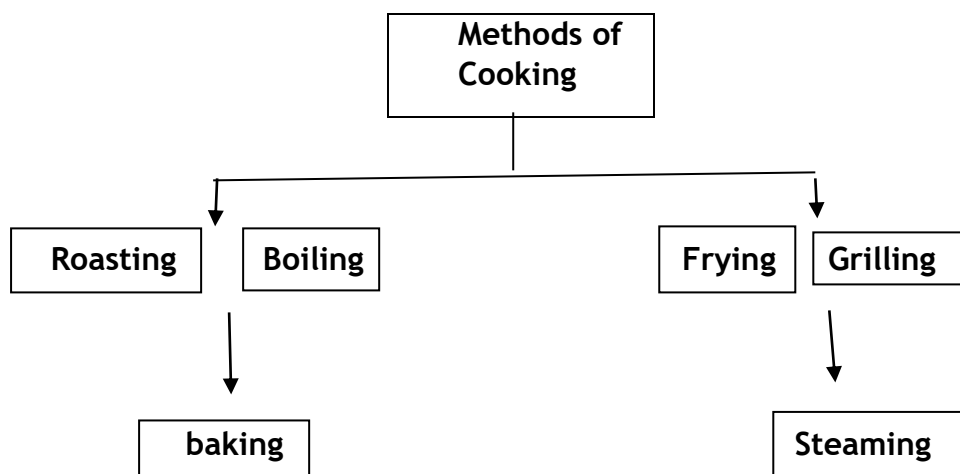 Methods of
Cooking
Roasting
Boiling
Frying
Grilling
baking
Steaming